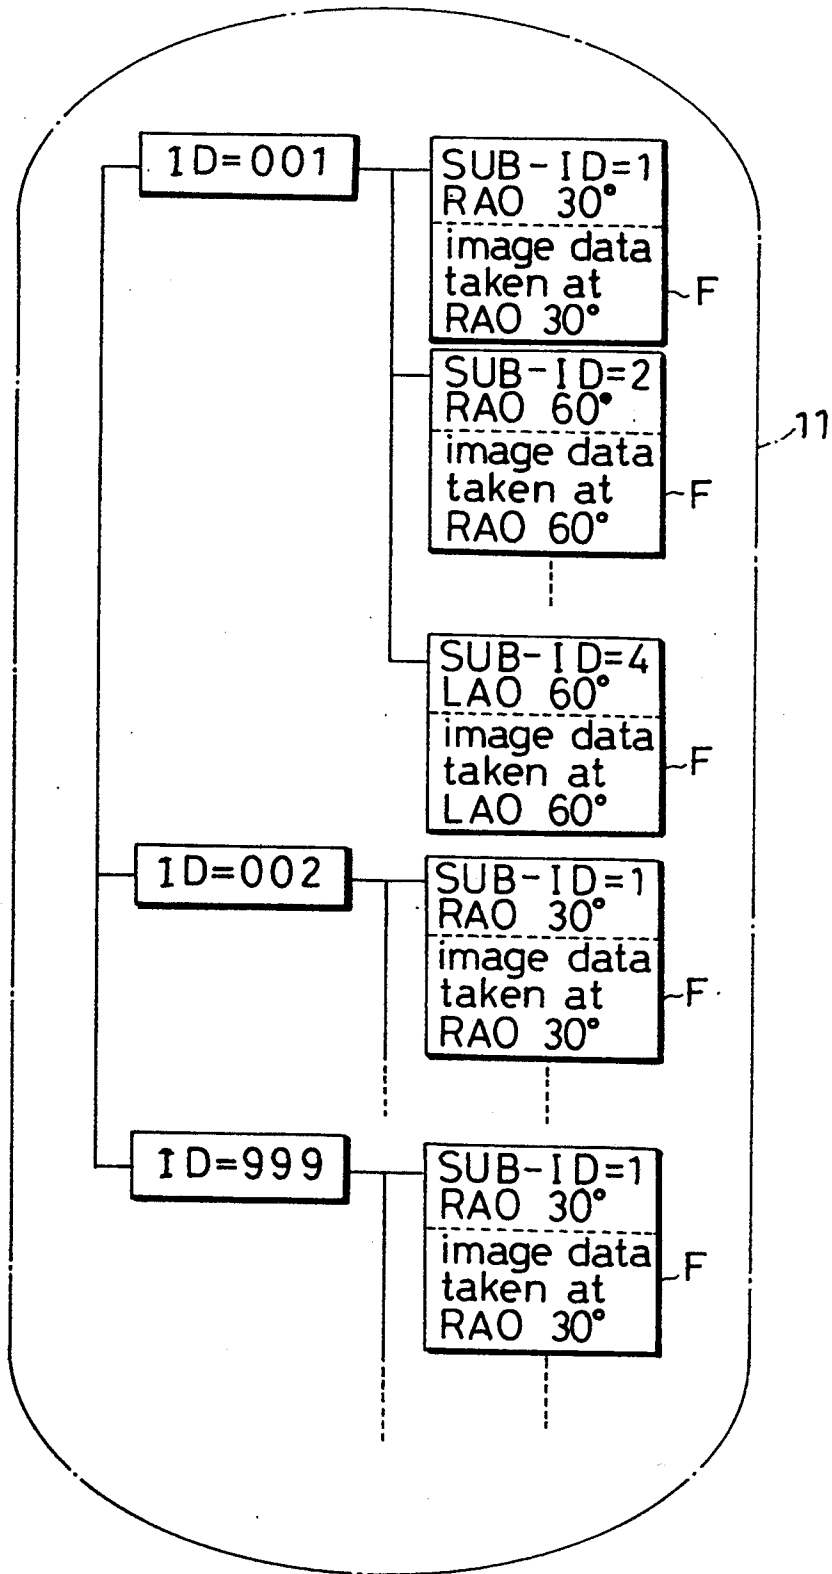 ID=001
SUB-ID=1
RAO 30°
image data
taken at
RAO 30°
F
SUB-ID=2
RAO 60°
image data
taken at
RAO 60°
F
11
SUB-ID=4
LAO 60°
image data
taken at
LAO 60°
F
ID=002
SUB-ID=1
RAO 30°
image data
taken at
RAO 30°
F
ID=999
SUB-ID=1
RAO 30°
image data
taken at
RAO 30°
F